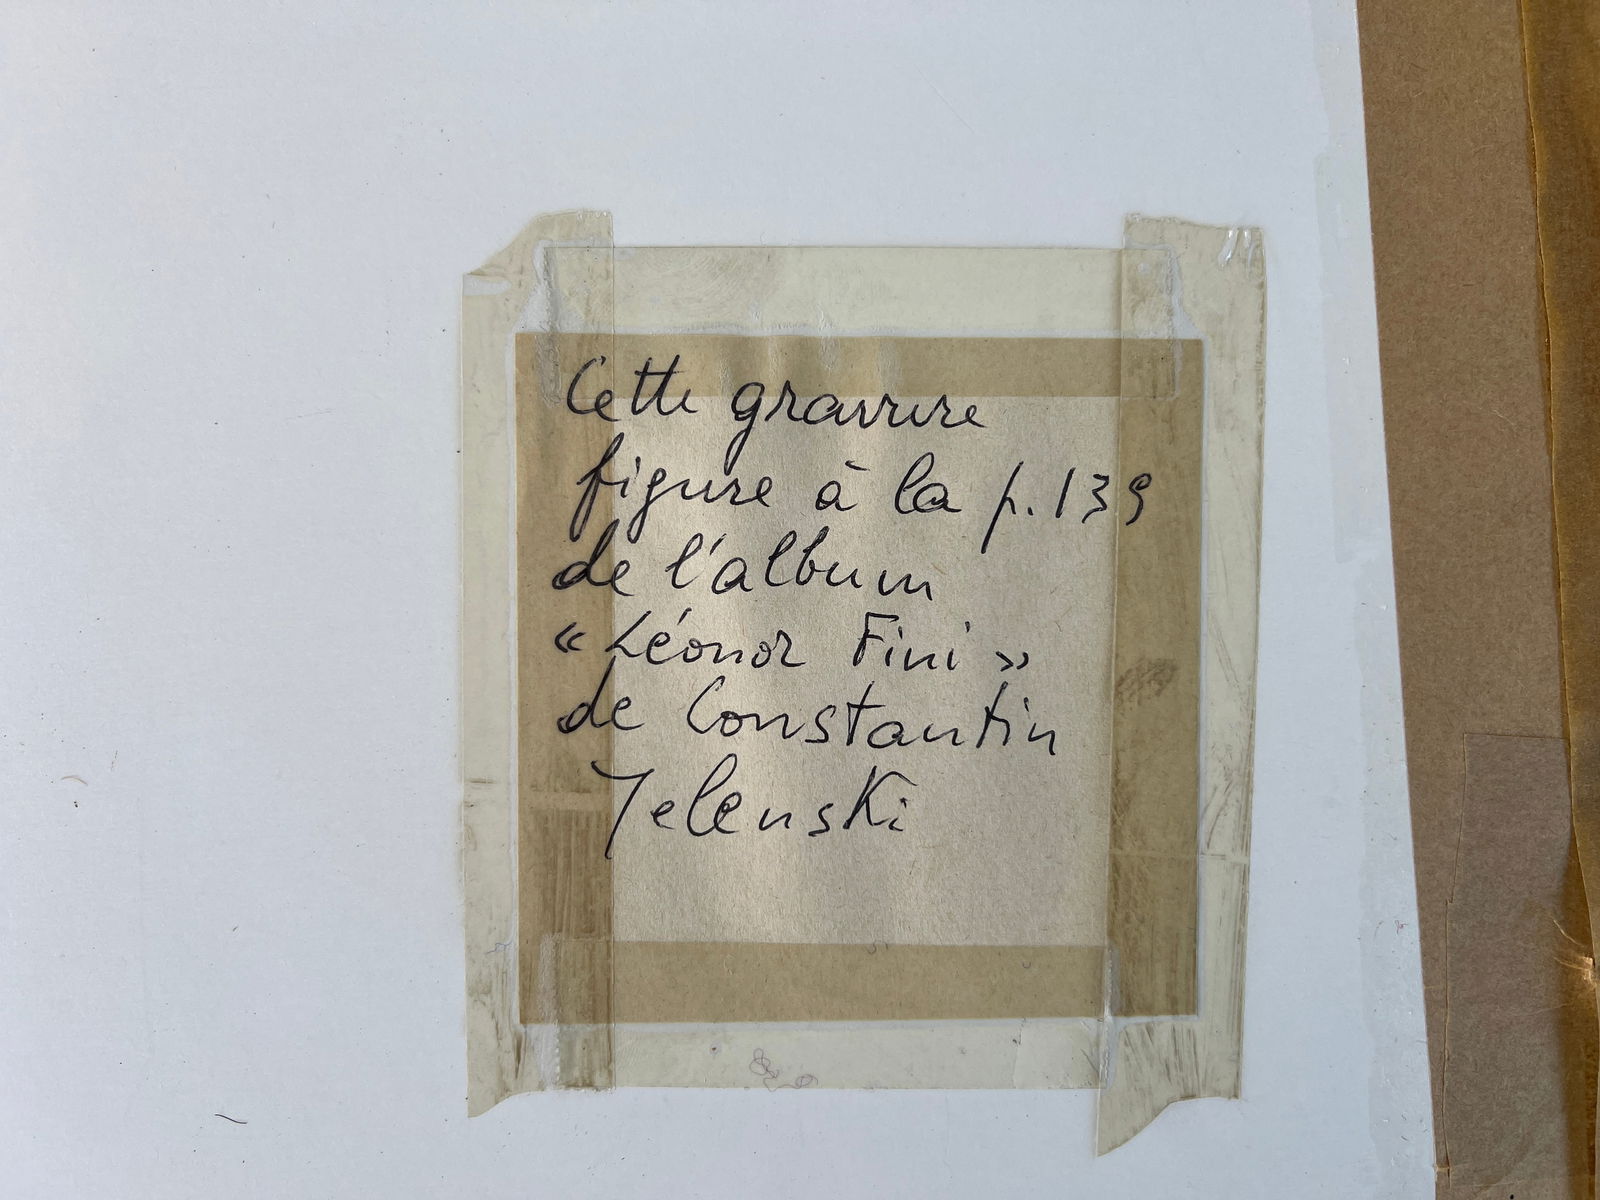 Cette gravure
figure à la p. 139
de l'album
« Léonor Fini »
de Constantin
Jelenski